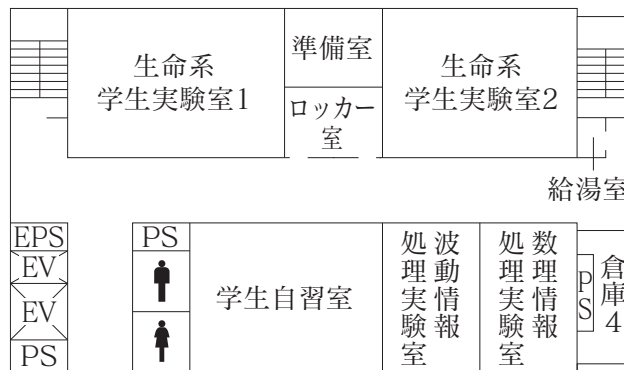 生命系
学生実験室1
準備室
ロッカー
室
生命系
学生実験室2
給湯室
EPS
EV
EV
PS
PS
学生自習室
波動情報
処理実験室
数理情報
処理実験室
PS
倉庫4